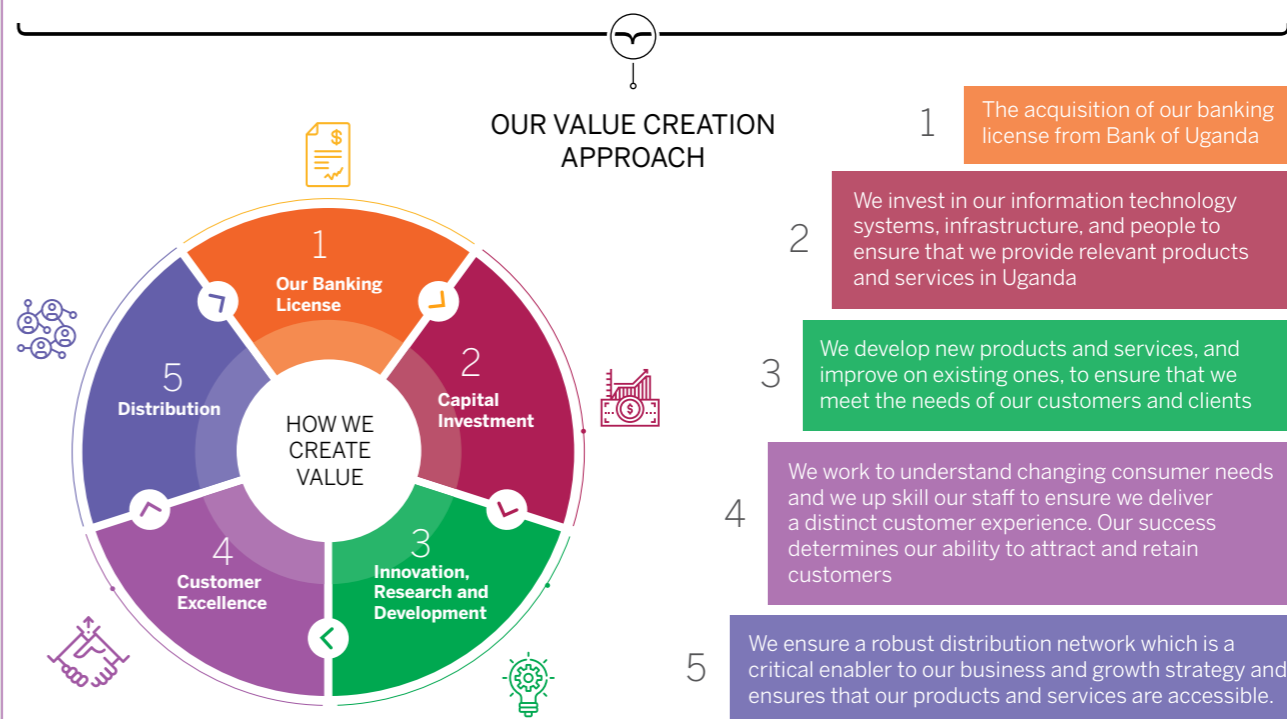 OUR VALUE CREATION
APPROACH
1
Our Banking
License
2
Capital
Investment
3
Innovation,
Research and
Development
4
Customer
Excellence
5
Distribution
HOW WE
CREATE
VALUE
$
$
1
The acquisition of our banking
license from Bank of Uganda
2
We invest in our information technology
systems, infrastructure, and people to
ensure that we provide relevant products
and services in Uganda
3
We develop new products and services, and
improve on existing ones, to ensure that we
meet the needs of our customers and clients
4
We work to understand changing consumer needs
and we up skill our staff to ensure we deliver
a distinct customer experience. Our success
determines our ability to attract and retain
customers
5
We ensure a robust distribution network which is a
critical enabler to our business and growth strategy and
ensures that our products and services are accessible.